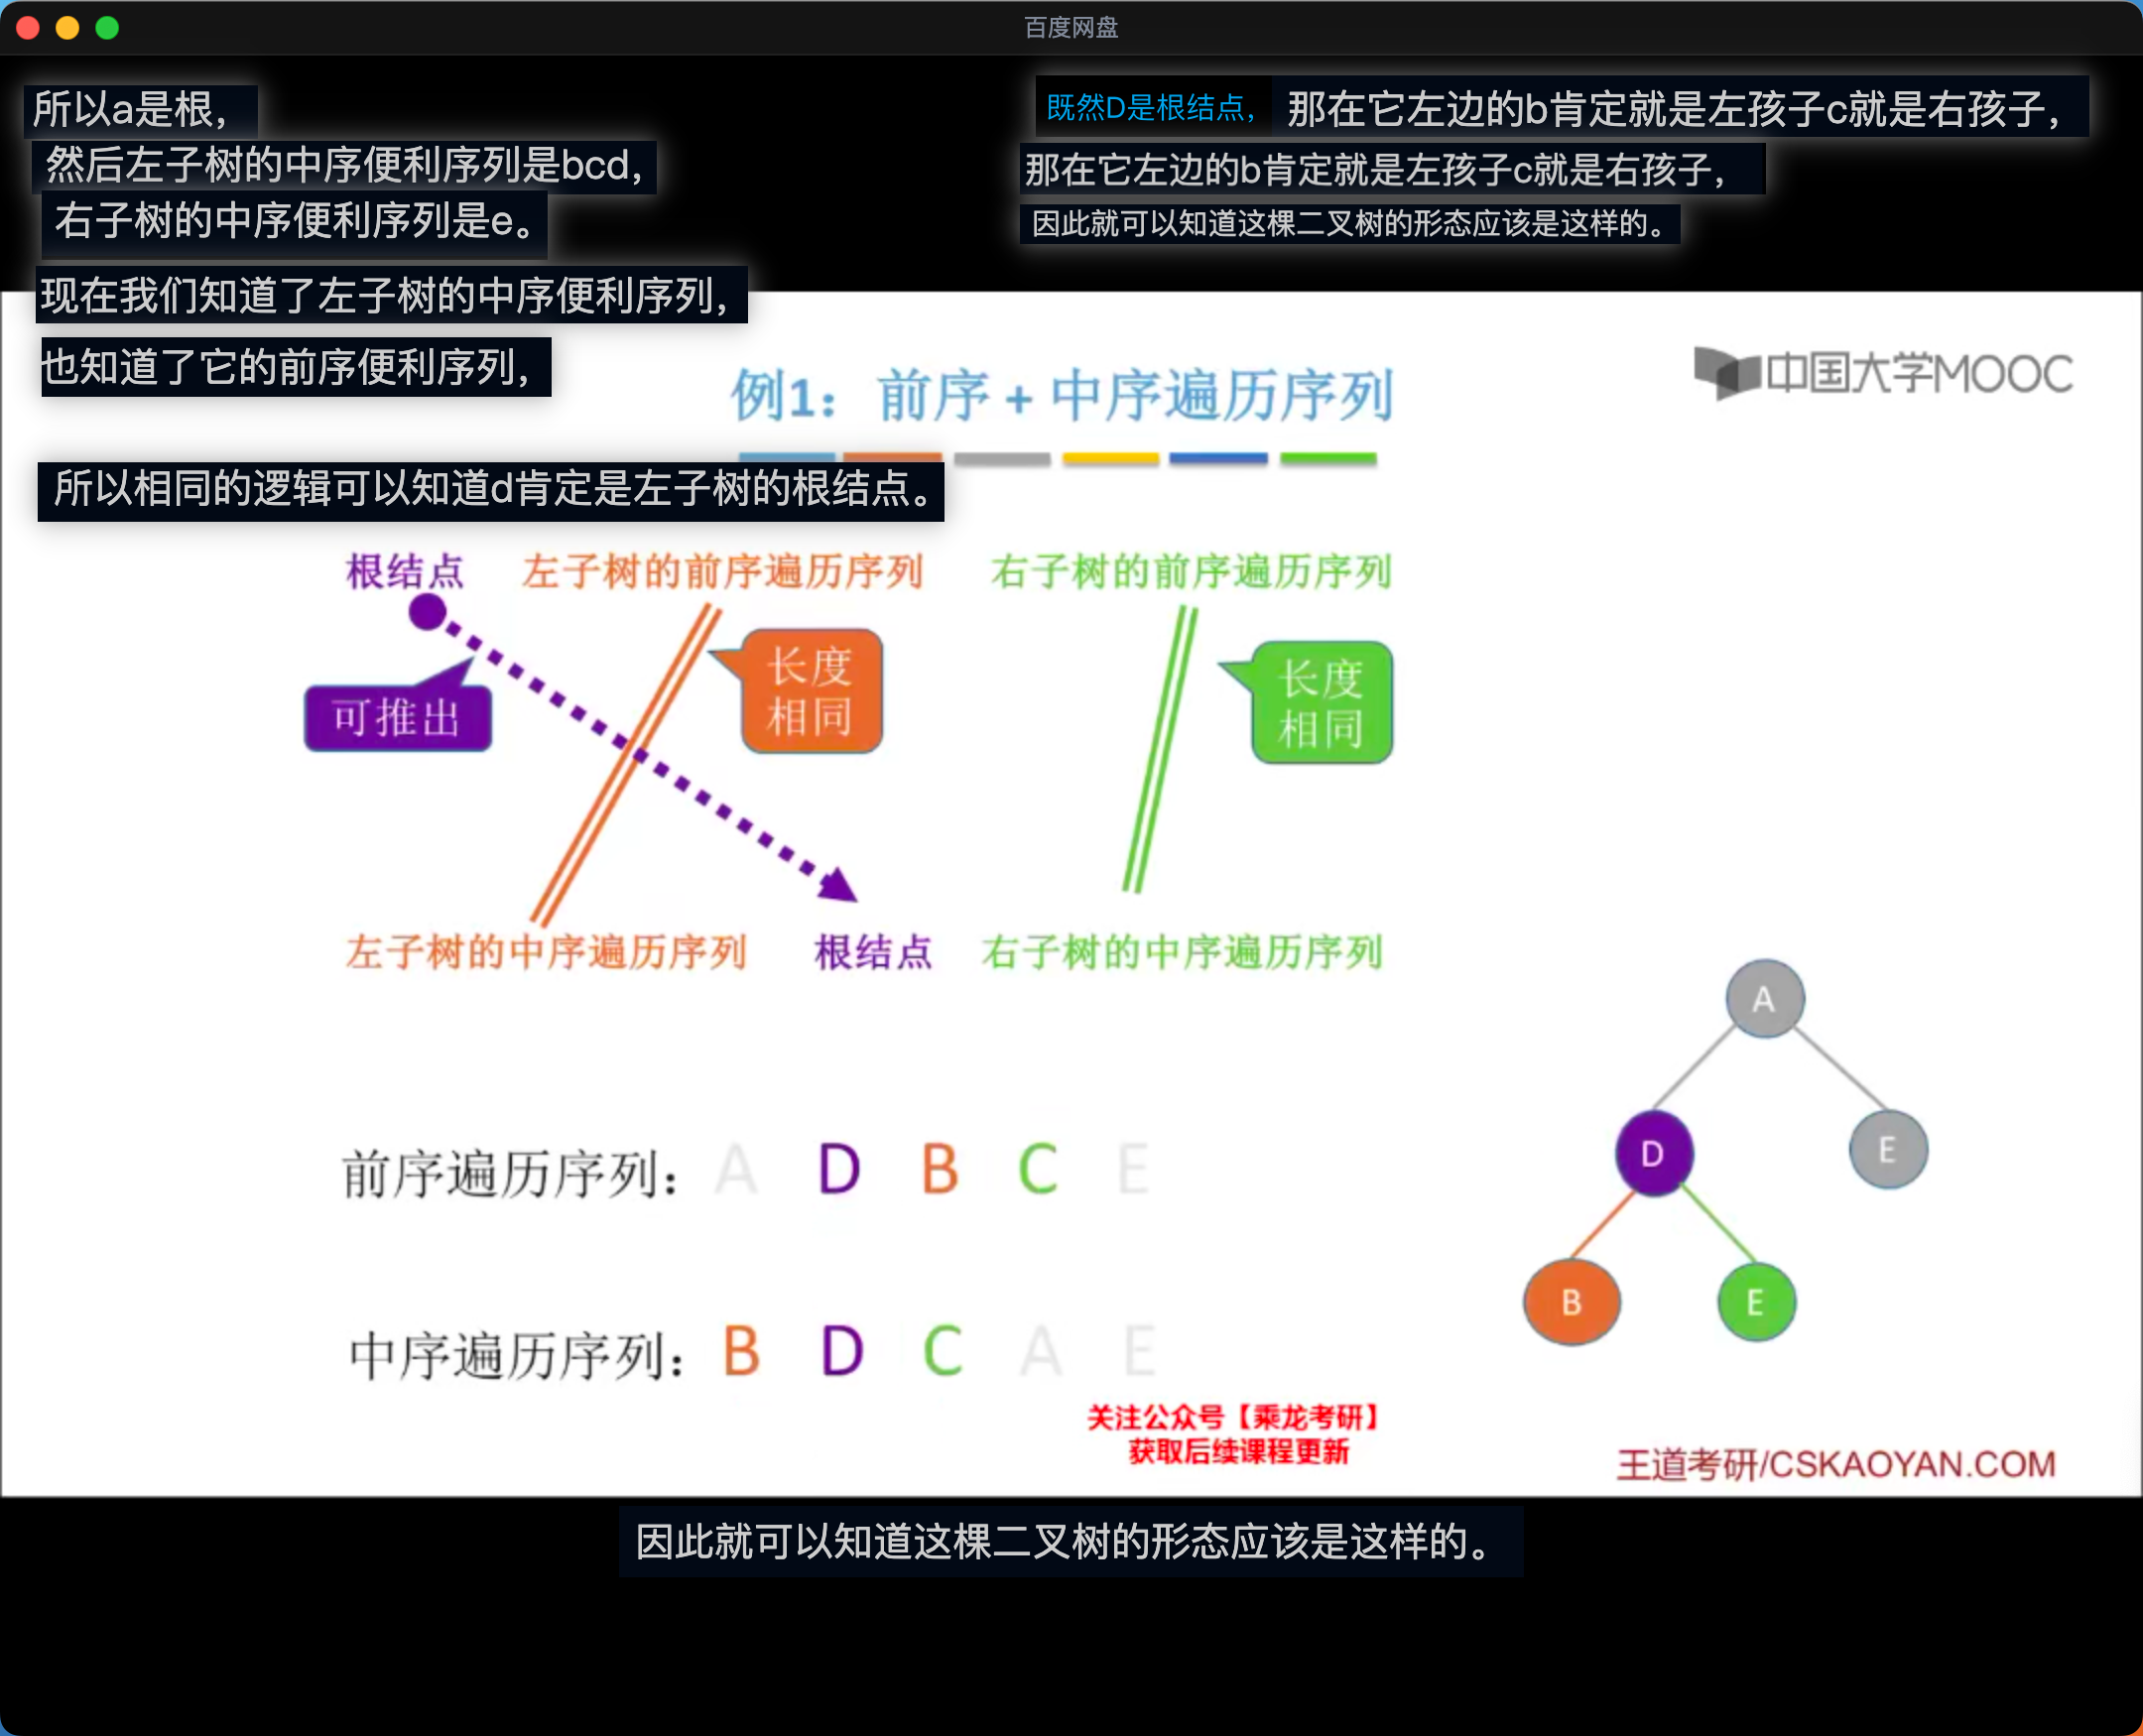 百度网盘
所以a是根，
然后左子树的中序便利序列是bcd，
右子树的中序便利序列是e。
现在我们知道了左子树的中序便利序列，
也知道了它的前序便利序列，
所以相同的逻辑可以知道d肯定是左子树的根结点。
既然D是根结点， 那在它左边的b肯定就是左孩子c就是右孩子，
那在它左边的b肯定就是左孩子c就是右孩子，
因此就可以知道这棵二叉树的形态应该是这样的。
中国大学MOOC
例1：前序 + 中序遍历序列
根结点 左子树的前序遍历序列 右子树的前序遍历序列
可推出
长度
相同
长度
相同
左子树的中序遍历序列 根结点 右子树的中序遍历序列
前序遍历序列： A D B C E
中序遍历序列： B D C A E
A
D E
B E
关注公众号【乘龙考研】
获取后续课程更新
王道考研/CSKAOYAN.COM
因此就可以知道这棵二叉树的形态应该是这样的。